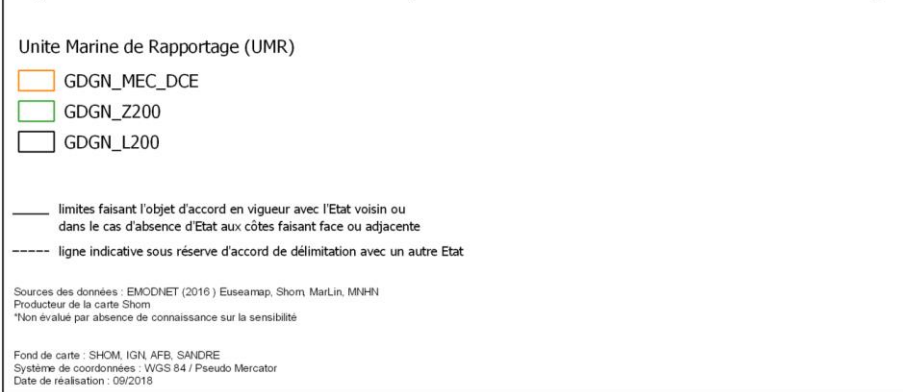 Unite Marine de Rapportage (UMR)
GDGN_MEC_DCE
GDGN_Z200
GDGN_L200
limites faisant l'objet d'accord en vigueur avec l'Etat voisin ou
dans le cas d'absence d'Etat aux côtes faisant face ou adjacente
ligne indicative sous réserve d'accord de délimitation avec un autre Etat
Sources des données : EMODNET (2016 ) Euseamap, Shom, MarLin, MNHN
Producteur de la carte Shom
*Non évalué par absence de connaissance sur la sensibilité
Fond de carte : SHOM, IGN, AFB, SANDRE
Système de coordonnées : WGS 84 / Pseudo Mercator
Date de réalisation : 09/2018